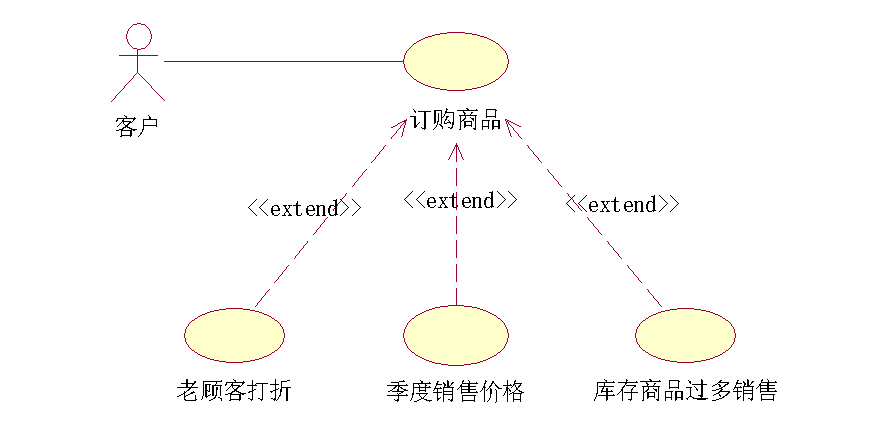 客户
订购商品
<<extend>>
<<extend>>
<<extend>>
老顾客打折
季度销售价格
库存商品过多销售